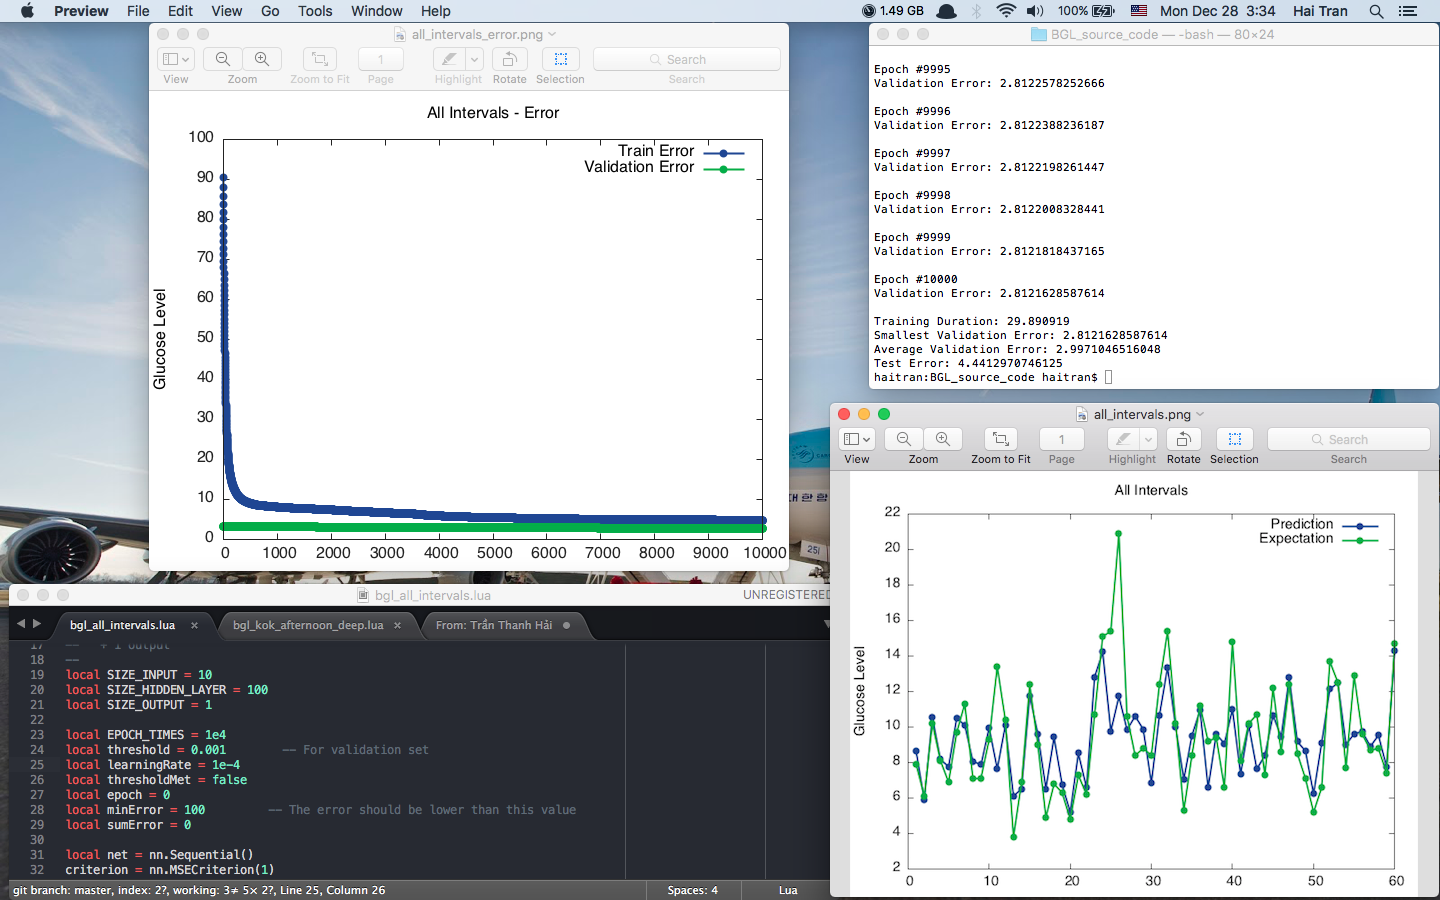 Preview File Edit View Go Tools Window Help
1.49 GB 100% Mon Dec 28 3:34 Hai Tran
all_intervals_error.png
1 Search
View Zoom Zoom to Fit Page Highlight Rotate Selection Search
All Intervals - Error
Train Error
Validation Error
Glucose Level
100
90
80
70
60
50
40
30
20
10
0
0 1000 2000 3000 4000 5000 6000 7000 8000 9000 10000
BGL_source_code — -bash — 80×24
Epoch #9995
Validation Error: 2.8122578252666
Epoch #9996
Validation Error: 2.8122388236187
Epoch #9997
Validation Error: 2.8122198261447
Epoch #9998
Validation Error: 2.8122008328441
Epoch #9999
Validation Error: 2.8121818437165
Epoch #10000
Validation Error: 2.8121628587614
Training Duration: 29.890919
Smallest Validation Error: 2.8121628587614
Average Validation Error: 2.9971046516048
Test Error: 4.4412970746125
haitran:BGL_source_code haitran$
대한항
251
bgl_all_intervals.lua UNREGISTERED
bgl_all_intervals.lua × bgl_kok_afternoon_deep.lua × From: Trần Thanh Hải
17 -- + 1 output
18 --
19 local SIZE_INPUT = 10
20 local SIZE_HIDDEN_LAYER = 100
21 local SIZE_OUTPUT = 1
22
23 local EPOCH_TIMES = 1e4
24 local threshold = 0.001 -- For validation set
25 local learningRate = 1e-4
26 local thresholdMet = false
27 local epoch = 0
28 local minError = 100 -- The error should be lower than this value
29 local sumError = 0
30
31 local net = nn.Sequential()
32 criterion = nn.MSECriterion(1)
git branch: master, index: 2?, working: 3≠ 5× 2?, Line 25, Column 26 Spaces: 4 Lua
all_intervals.png
1 Search
View Zoom Zoom to Fit Page Highlight Rotate Selection Search
All Intervals
Prediction
Expectation
Glucose Level
22
20
18
16
14
12
10
8
6
4
2
0 10 20 30 40 50 60